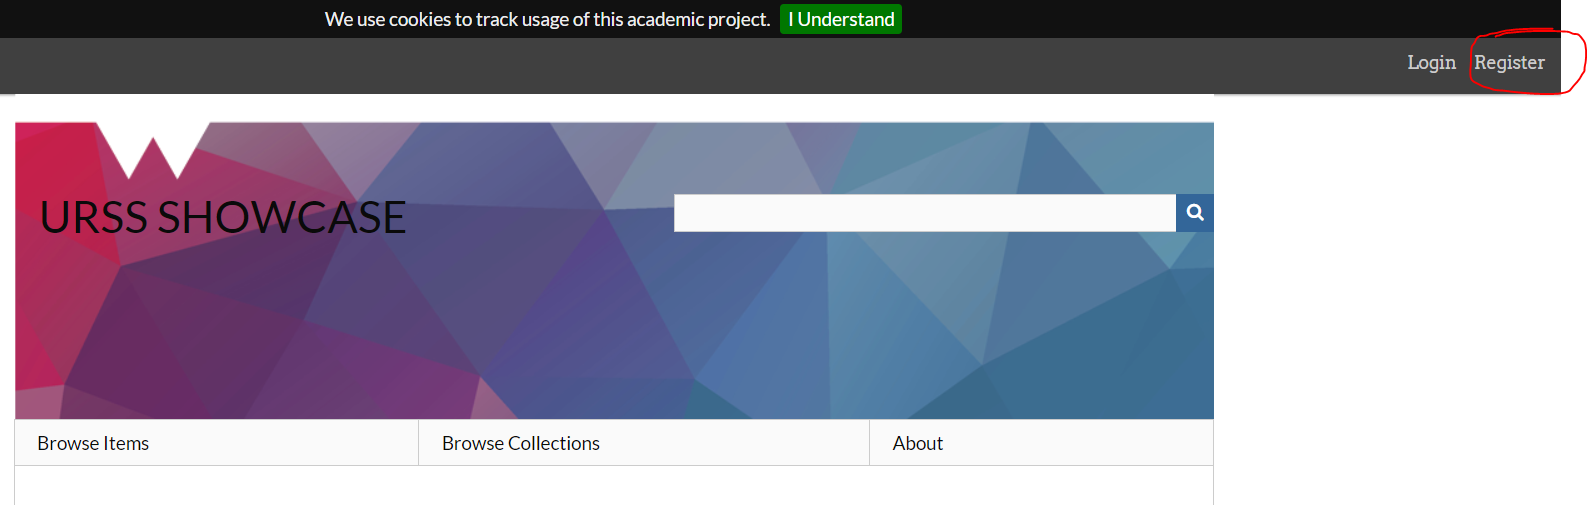 We use cookies to track usage of this academic project. I Understand
Login Register
URSS SHOWCASE
Browse Items Browse Collections About